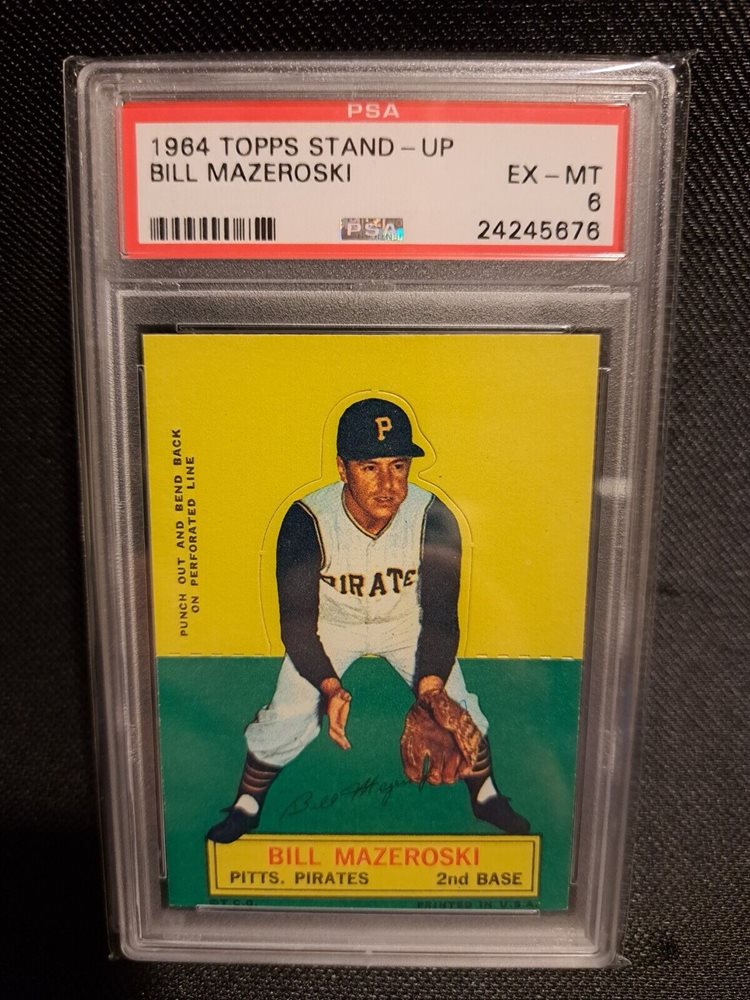 PSA
1964 TOPPS STAND-UP
BILL MAZEROSKI EX-MT
6
PSA 24245676
PUNCH OUT AND BEND BACK
ON PERFORATED LINE
P
PIRATE
Bill
BILL MAZEROSKI
PITTS. PIRATES 2nd BASE
©T.C.G. PRINTED IN U.S.A.